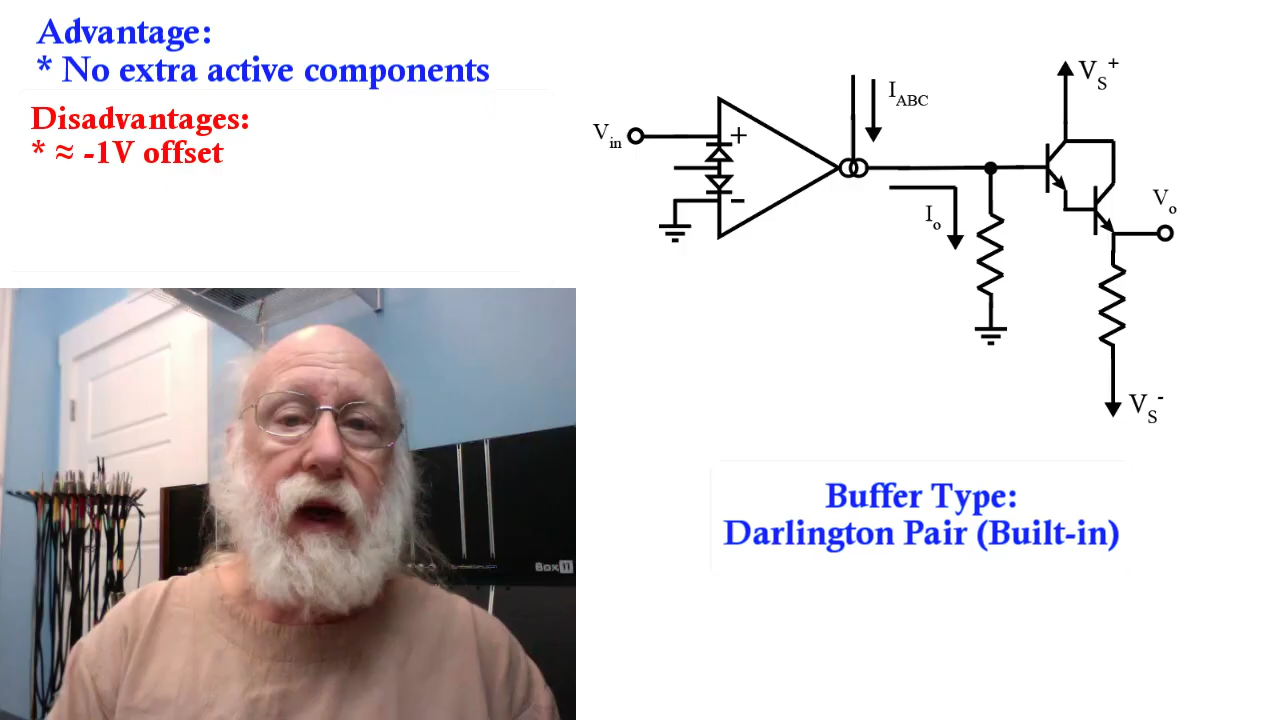 Advantage:
* No extra active components
Disadvantages:
* ≈ -1V offset
V_in
+
-
I_ABC
I_o
V_S^+
V_o
V_S^-
Buffer Type:
Darlington Pair (Built-in)
Box11